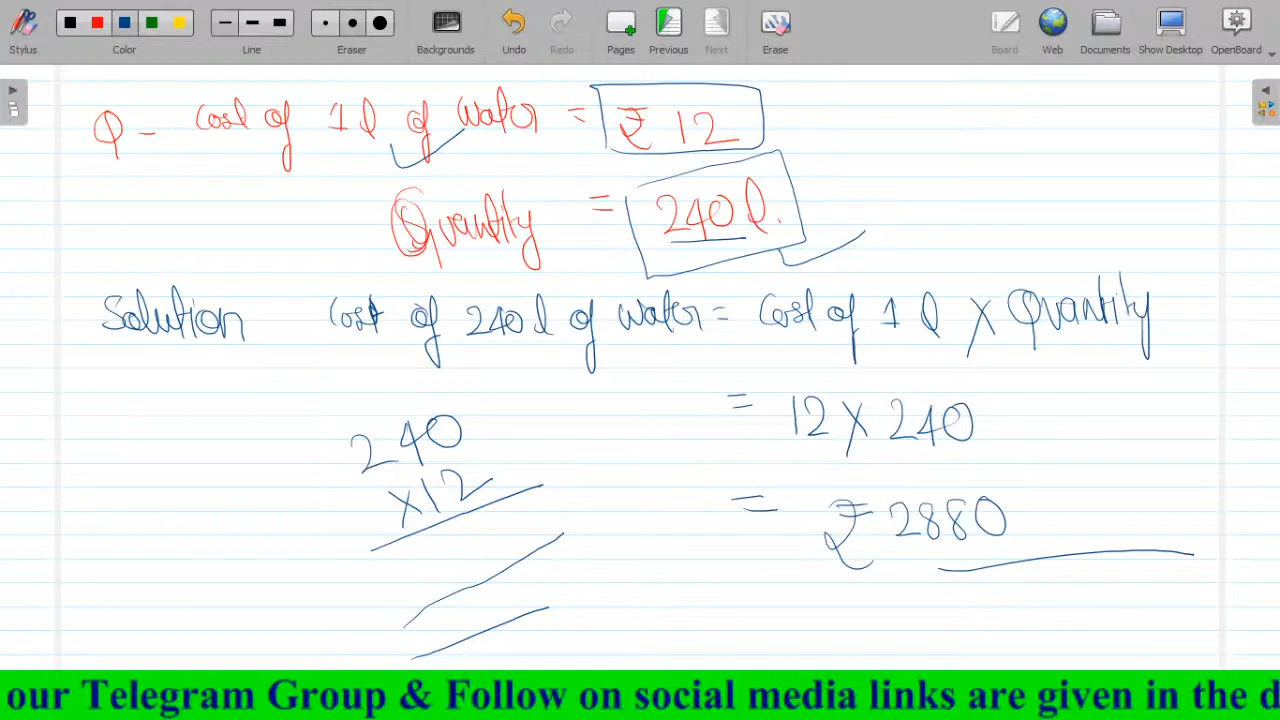 Stylus Color Line Eraser Backgrounds Undo Redo Pages Previous Next Erase Board Web Documents Show Desktop OpenBoard
Q - cost of 1 l of water = ₹ 12
Quantity = 240 l.
Solution cost of 240 l of water = cost of 1 l X Quantity
= 12 X 240
240
X12
= ₹ 2880
our Telegram Group & Follow on social media links are given in the d